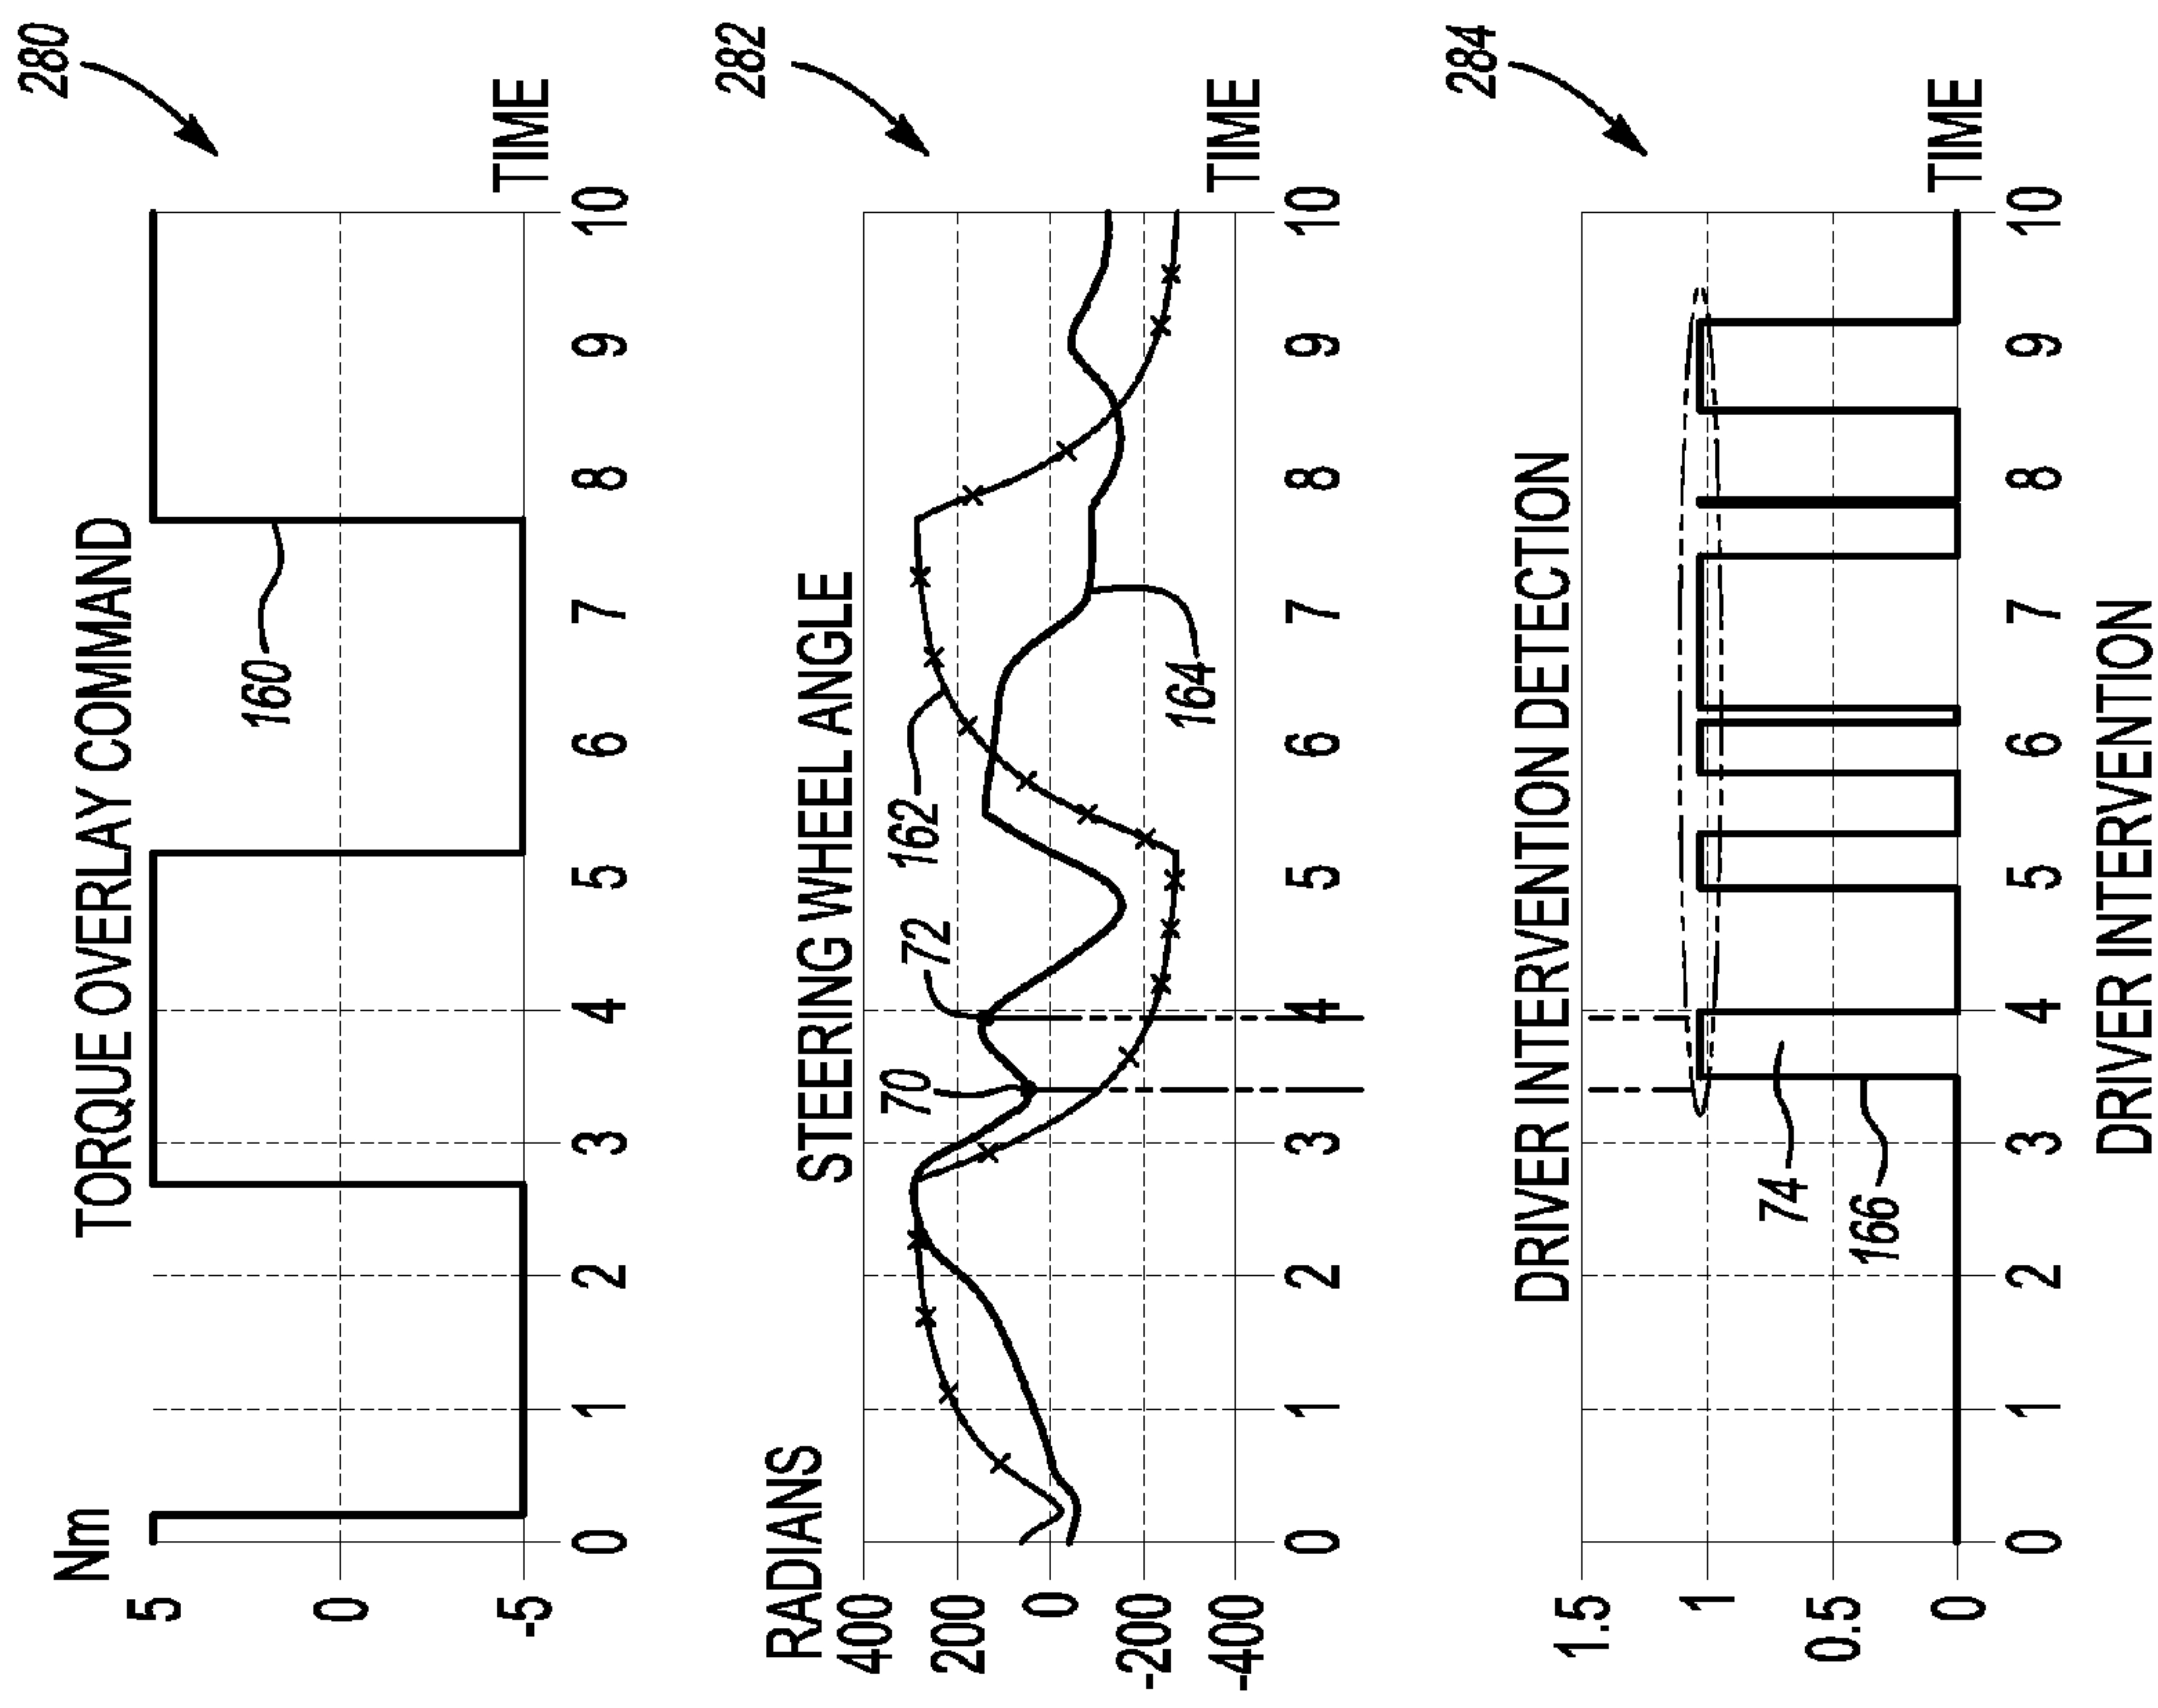 280
TORQUE OVERLAY COMMAND
Nm
5
0
-5
160
0 1 2 3 4 5 6 7 8 9 10
TIME
282
STEERING WHEEL ANGLE
RADIANS
400
200
0
-200
-400
70
72
162
164
0 1 2 3 4 5 6 7 8 9 10
TIME
284
DRIVER INTERVENTION DETECTION
1.5
1
0.5
0
74
166
0 1 2 3 4 5 6 7 8 9 10
TIME
DRIVER INTERVENTION